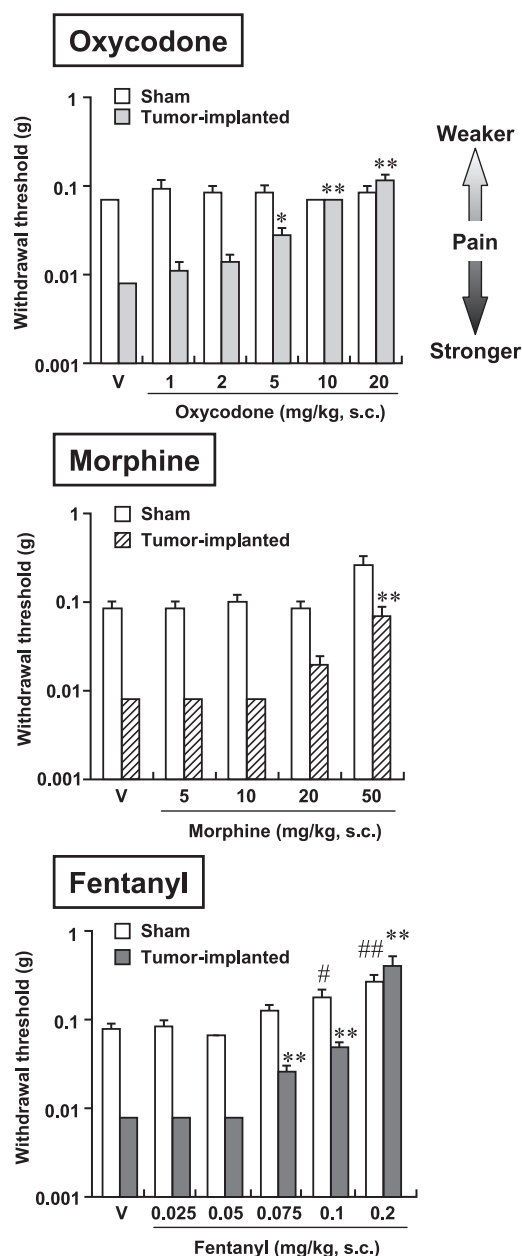 Oxycodone
Sham
Tumor-implanted
Withdrawal threshold (g)
1
0.1
0.01
0.001
* ** **
V 1 2 5 10 20
Oxycodone (mg/kg, s.c.)
Weaker
Pain
Stronger
Morphine
Sham
Tumor-implanted
Withdrawal threshold (g)
1
0.1
0.01
0.001
**
V 5 10 20 50
Morphine (mg/kg, s.c.)
Fentanyl
Sham
Tumor-implanted
Withdrawal threshold (g)
1
0.1
0.01
0.001
** # ** ## **
V 0.025 0.05 0.075 0.1 0.2
Fentanyl (mg/kg, s.c.)